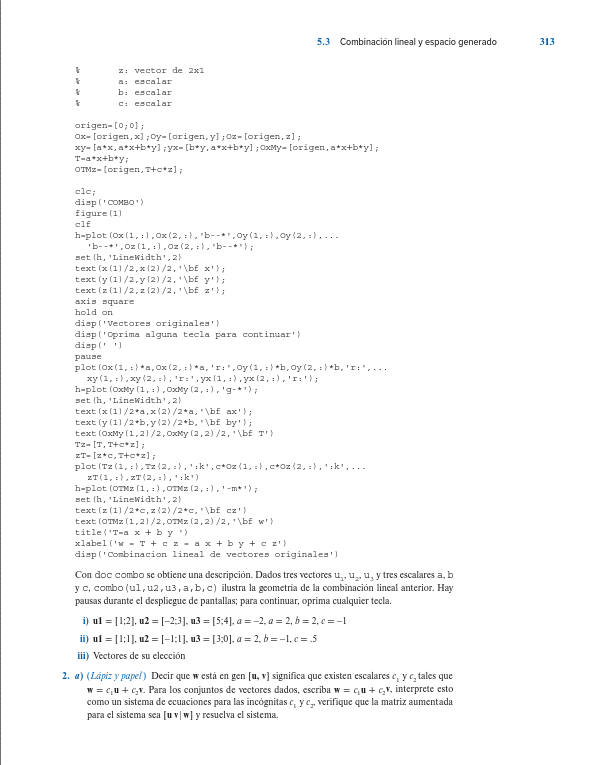 5.3 Combinación lineal y espacio generado 313
% z: vector de 2x1
% a: escalar
% b: escalar
% c: escalar
origen=[0;0];
Ox=[origen,x];Oy=[origen,y];Oz=[origen,z];
xy=[a*x,a*x+b*y];yx=[b*y,a*x+b*y];OxMy=[origen,a*x+b*y];
T=a*x+b*y;
OTMz=[origen,T+c*z];
clc;
disp('COMBO')
figure(1)
clf
h=plot(Ox(1,:),Ox(2,:),'b--*',Oy(1,:),Oy(2,:),...
'b--*',Oz(1,:),Oz(2,:),'b--*');
set(h,'LineWidth',2)
text(x(1)/2,x(2)/2,'\bf x');
text(y(1)/2,y(2)/2,'\bf y');
text(z(1)/2,z(2)/2,'\bf z');
axis square
hold on
disp('Vectores originales')
disp('Oprima alguna tecla para continuar')
disp(' ')
pause
plot(Ox(1,:)*a,Ox(2,:)*a,'r:',Oy(1,:)*b,Oy(2,:)*b,'r:',...
xy(1,:),xy(2,:),'r:',yx(1,:),yx(2,:),'r:');
h=plot(OxMy(1,:),OxMy(2,:),'g-*');
set(h,'LineWidth',2)
text(x(1)/2*a,x(2)/2*a,'\bf ax');
text(y(1)/2*b,y(2)/2*b,'\bf by');
text(OxMy(1,2)/2,OxMy(2,2)/2,'\bf T')
Tz=[T,T+c*z];
zT=[z*c,T+c*z];
plot(Tz(1,:),Tz(2,:),':k',c*Oz(1,:),c*Oz(2,:),':k',...
zT(1,:),zT(2,:),':k')
h=plot(OTMz(1,:),OTMz(2,:),'-m*');
set(h,'LineWidth',2)
text(z(1)/2*c,z(2)/2*c,'\bf cz')
text(OTMz(1,2)/2,OTMz(2,2)/2,'\bf w')
title('T=a x + b y ')
xlabel('w = T + c z = a x + b y + c z')
disp('Combinacion lineal de vectores originales')
Con doc combo se obtiene una descripción. Dados tres vectores u₁, u₂, u₃ y tres escalares a, b
y c, combo(u1,u2,u3,a,b,c) ilustra la geometría de la combinación lineal anterior. Hay
pausas durante el despliegue de pantallas; para continuar, oprima cualquier tecla.
i) u1 = [1;2], u2 = [−2;3], u3 = [5;4], a = −2, a = 2, b = 2, c = −1
ii) u1 = [1;1], u2 = [−1;1], u3 = [3;0], a = 2, b = −1, c = .5
iii) Vectores de su elección
2. a) (Lápiz y papel) Decir que w está en gen [u, v] significa que existen escalares c₁ y c₂ tales que
w = c₁u + c₂v. Para los conjuntos de vectores dados, escriba w = c₁u + c₂v, interprete esto
como un sistema de ecuaciones para las incógnitas c₁ y c₂, verifique que la matriz aumentada
para el sistema sea [u v | w] y resuelva el sistema.